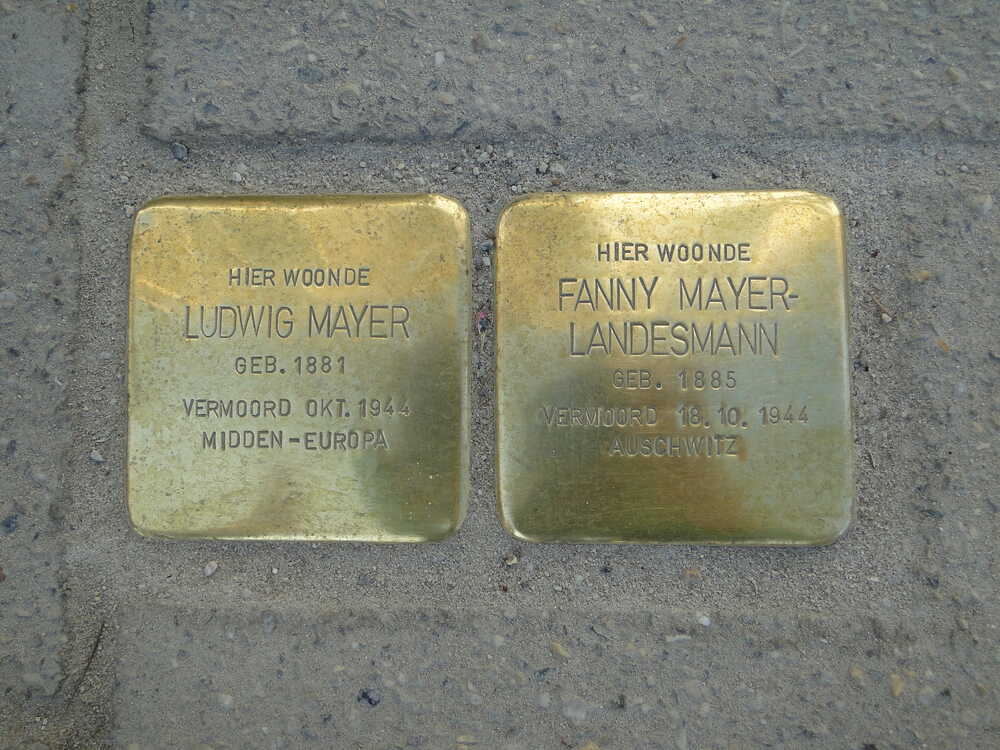 HIER WOONDE
LUDWIG MAYER
GEB. 1881
VERMOORD OKT. 1944
MIDDEN-EUROPA
HIER WOONDE
FANNY MAYER-
LANDESMANN
GEB. 1885
VERMOORD 18.10.1944
AUSCHWITZ